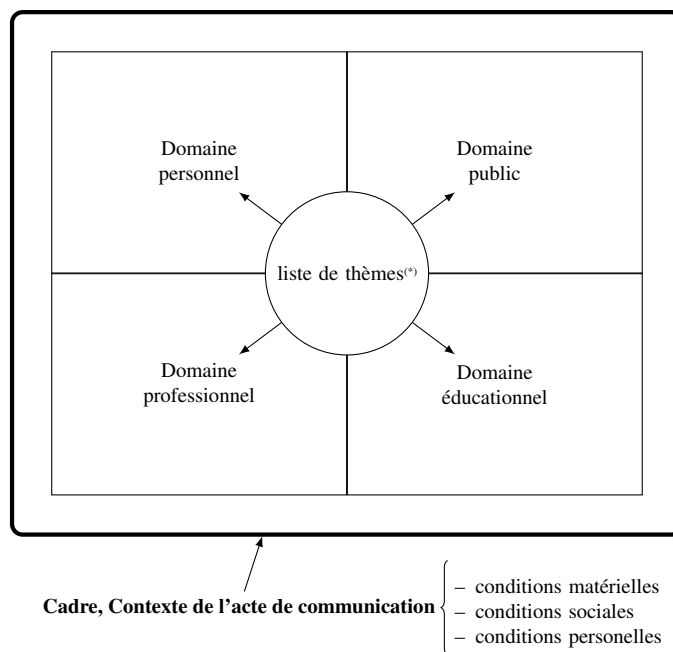 Domaine
personnel
Domaine
public
liste de thèmes(*)
Domaine
professionnel
Domaine
éducationnel
Cadre, Contexte de l'acte de communication
– conditions matérielles
– conditions sociales
– conditions personelles